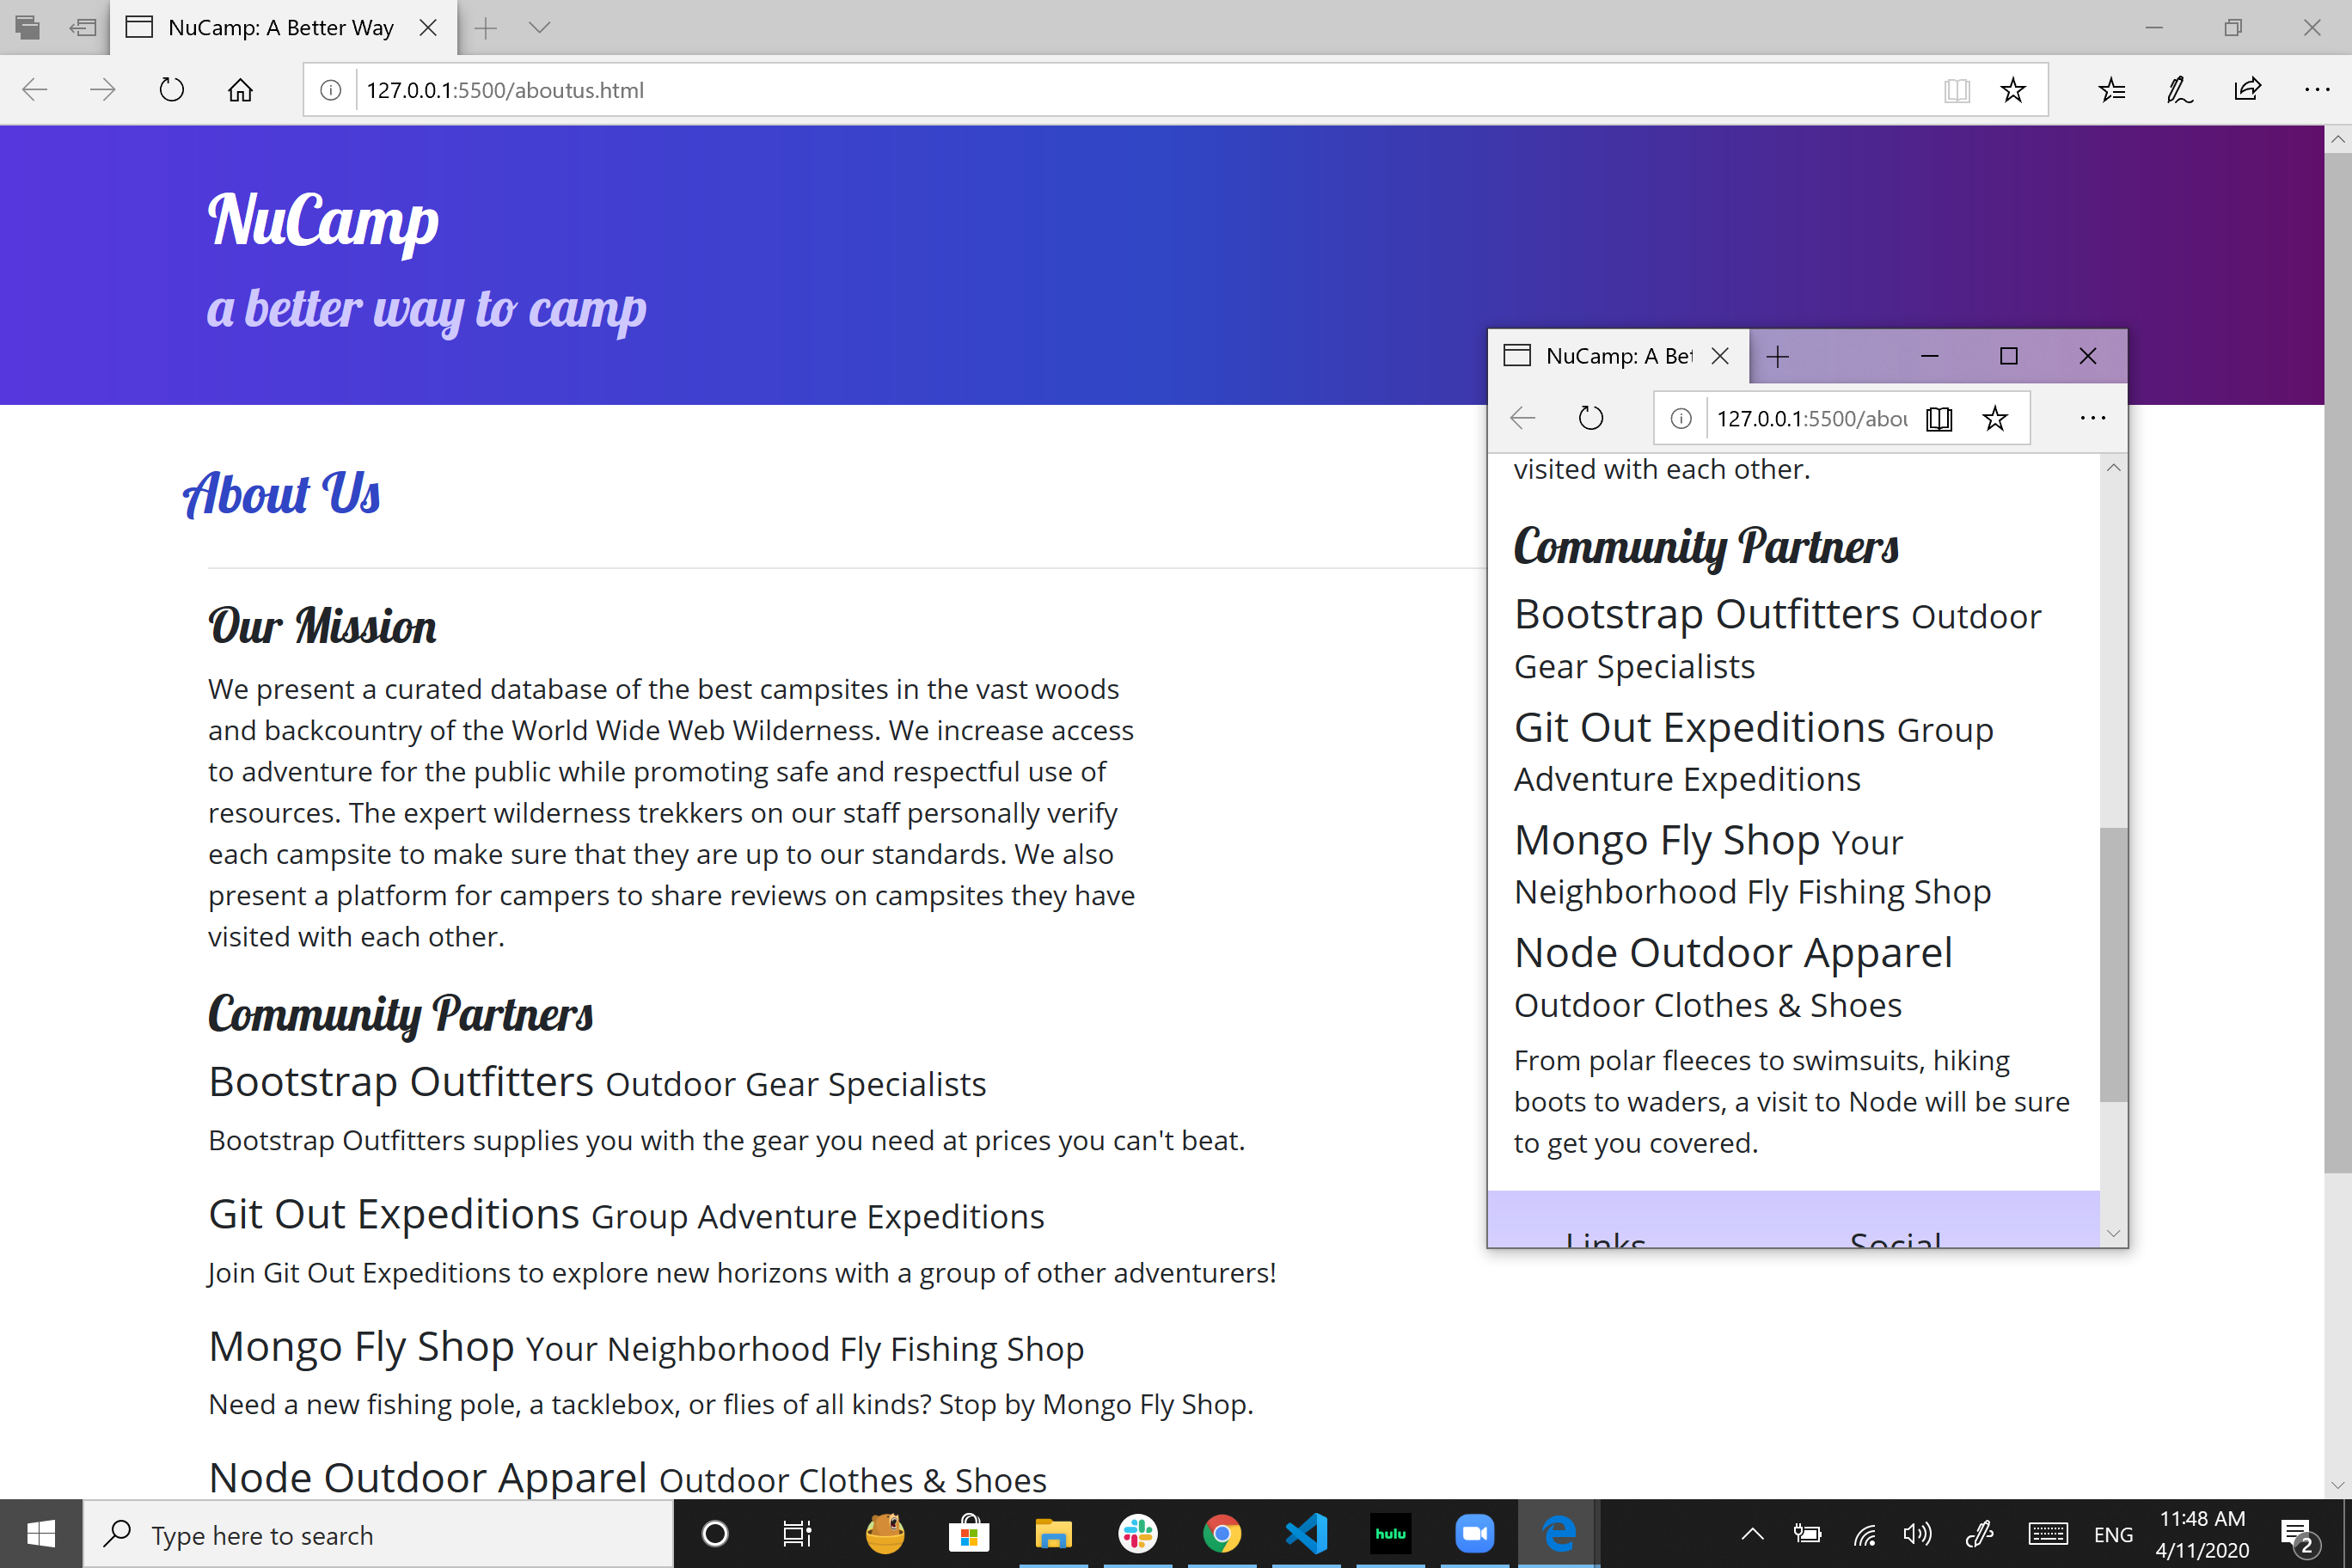 NuCamp: A Better Way
127.0.0.1:5500/aboutus.html
NuCamp
a better way to camp
About Us
Our Mission
We present a curated database of the best campsites in the vast woods
and backcountry of the World Wide Web Wilderness. We increase access
to adventure for the public while promoting safe and respectful use of
resources. The expert wilderness trekkers on our staff personally verify
each campsite to make sure that they are up to our standards. We also
present a platform for campers to share reviews on campsites they have
visited with each other.
Community Partners
Bootstrap Outfitters Outdoor Gear Specialists
Bootstrap Outfitters supplies you with the gear you need at prices you can't beat.
Git Out Expeditions Group Adventure Expeditions
Join Git Out Expeditions to explore new horizons with a group of other adventurers!
Mongo Fly Shop Your Neighborhood Fly Fishing Shop
Need a new fishing pole, a tacklebox, or flies of all kinds? Stop by Mongo Fly Shop.
Node Outdoor Apparel Outdoor Clothes & Shoes
NuCamp: A Bet
127.0.0.1:5500/abou
visited with each other.
Community Partners
Bootstrap Outfitters Outdoor
Gear Specialists
Git Out Expeditions Group
Adventure Expeditions
Mongo Fly Shop Your
Neighborhood Fly Fishing Shop
Node Outdoor Apparel
Outdoor Clothes & Shoes
From polar fleeces to swimsuits, hiking
boots to waders, a visit to Node will be sure
to get you covered.
Links Social
Type here to search
hulu
ENG
11:48 AM
4/11/2020
2